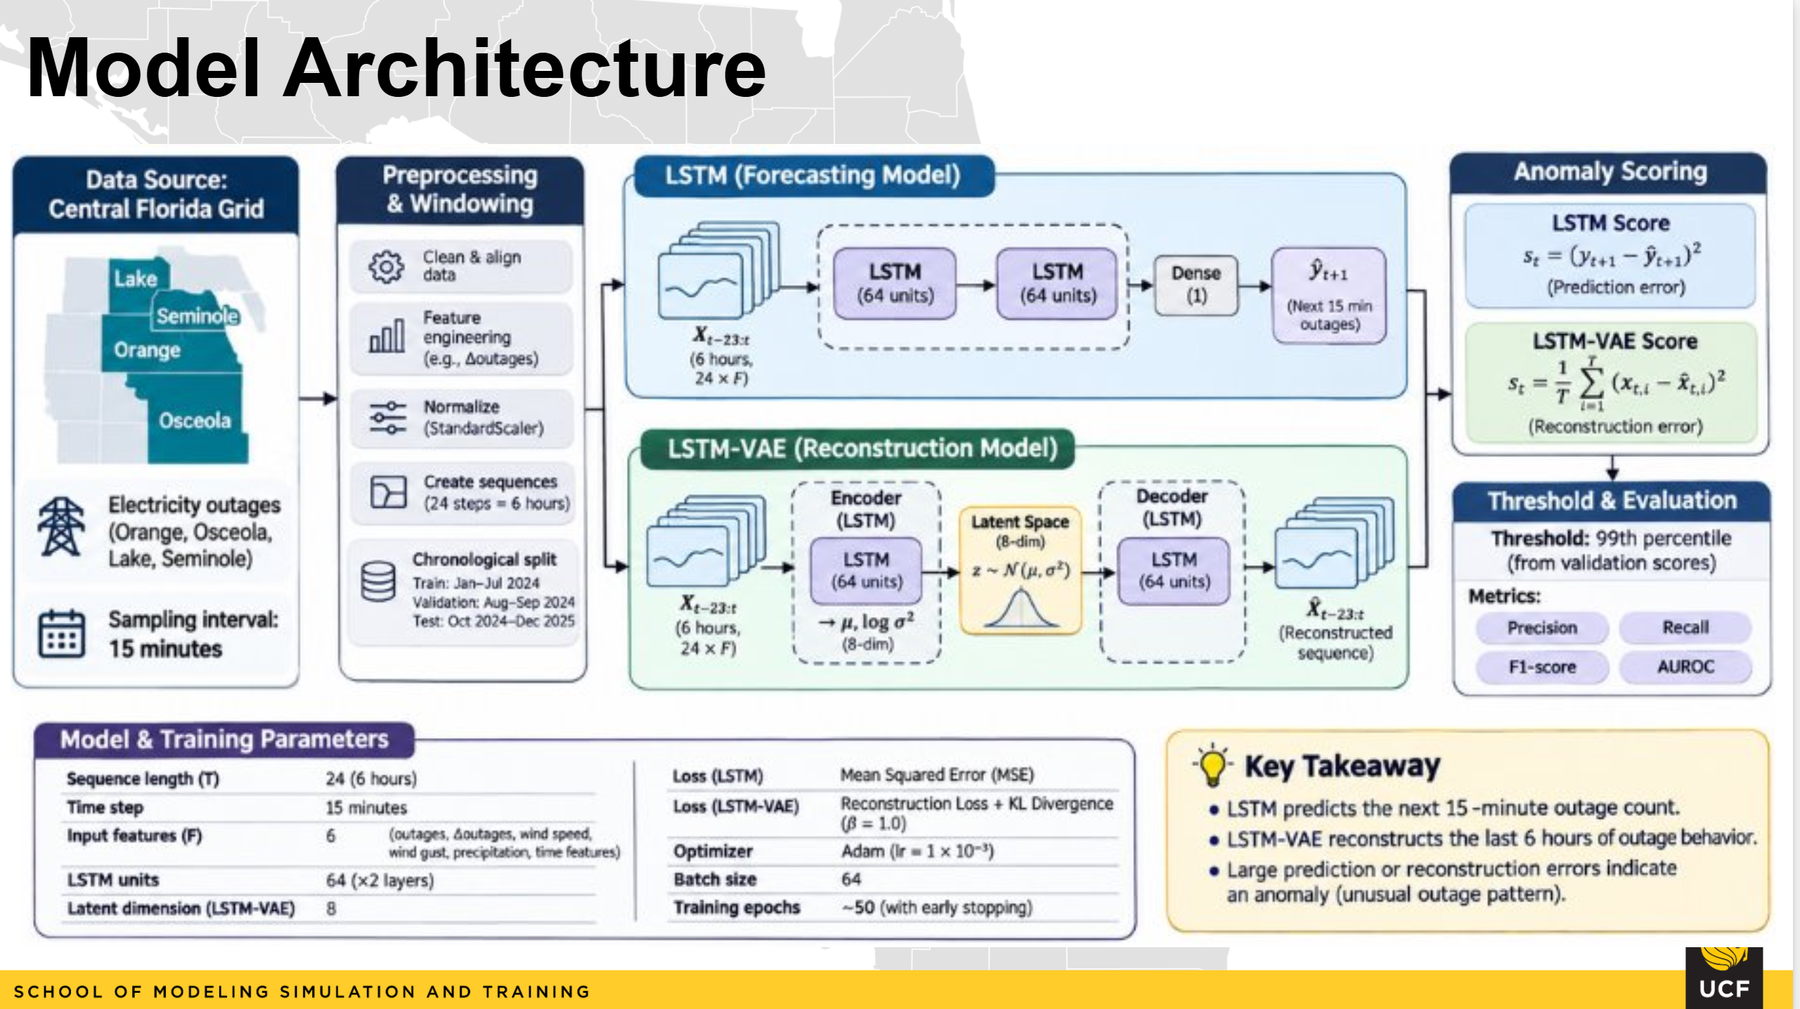 Model Architecture
Data Source:
Central Florida Grid
Lake
Seminole
Orange
Osceola
Electricity outages
(Orange, Osceola,
Lake, Seminole)
Sampling interval:
15 minutes
Preprocessing
& Windowing
Clean & align
data
Feature
engineering
(e.g., Δoutages)
Normalize
(StandardScaler)
Create sequences
(24 steps = 6 hours)
Chronological split
Train: Jan–Jul 2024
Validation: Aug–Sep 2024
Test: Oct 2024–Dec 2025
LSTM (Forecasting Model)
X_{t−23:t}
(6 hours,
24 × F)
LSTM
(64 units)
LSTM
(64 units)
Dense
(1)
ŷ_{t+1}
(Next 15 min
outages)
LSTM-VAE (Reconstruction Model)
X_{t−23:t}
(6 hours,
24 × F)
Encoder
(LSTM)
LSTM
(64 units)
→ μ, log σ²
(8-dim)
Latent Space
(8-dim)
z ~ N(μ, σ²)
Decoder
(LSTM)
LSTM
(64 units)
X̂_{t−23:t}
(Reconstructed
sequence)
Anomaly Scoring
LSTM Score
s_t = (y_{t+1} − ŷ_{t+1})²
(Prediction error)
LSTM-VAE Score
s_t = 1/T ∑_{i=1}^{T} (x_{t,i} − x̂_{t,i})²
(Reconstruction error)
Threshold & Evaluation
Threshold: 99th percentile
(from validation scores)
Metrics:
Precision
Recall
F1-score
AUROC
Model & Training Parameters
Sequence length (T) 24 (6 hours)
Time step 15 minutes
Input features (F) 6 (outages, Δoutages, wind speed,
wind gust, precipitation, time features)
LSTM units 64 (×2 layers)
Latent dimension (LSTM-VAE) 8
Loss (LSTM) Mean Squared Error (MSE)
Loss (LSTM-VAE) Reconstruction Loss + KL Divergence
(β = 1.0)
Optimizer Adam (lr = 1 × 10⁻³)
Batch size 64
Training epochs ~50 (with early stopping)
Key Takeaway
• LSTM predicts the next 15-minute outage count.
• LSTM-VAE reconstructs the last 6 hours of outage behavior.
• Large prediction or reconstruction errors indicate
an anomaly (unusual outage pattern).
SCHOOL OF MODELING SIMULATION AND TRAINING
UCF